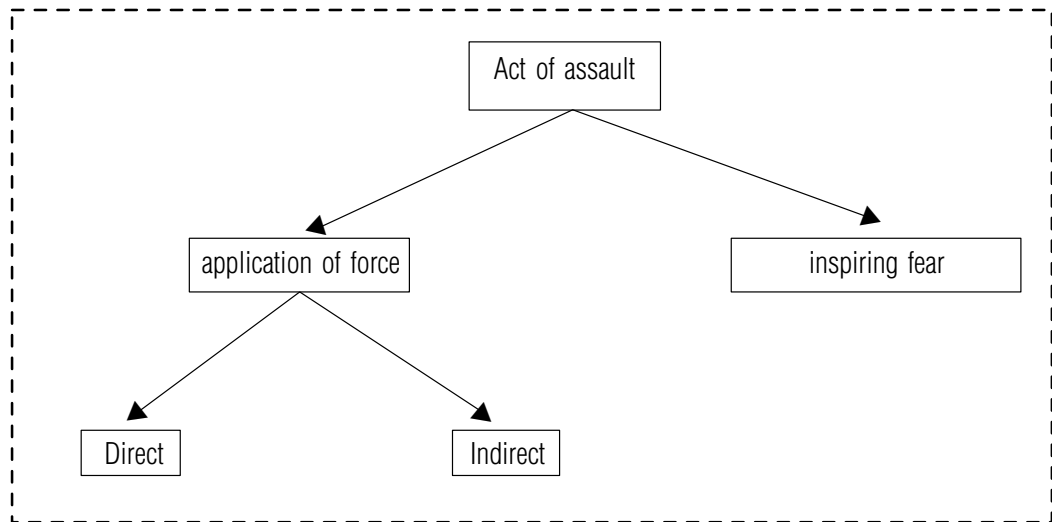 Act of assault
application of force
inspiring fear
Direct
Indirect